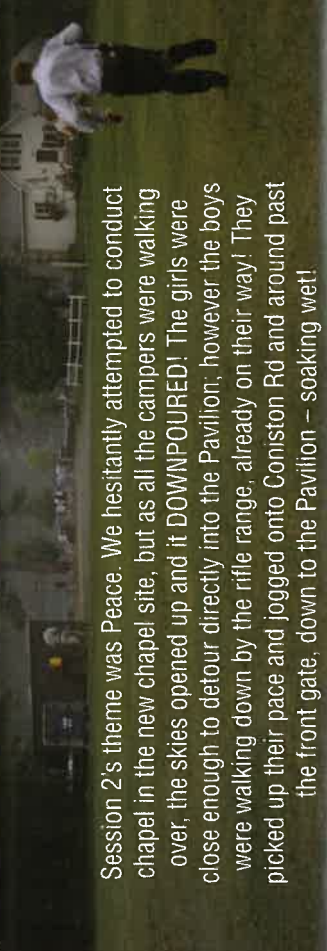 Session 2's theme was Peace. We hesitantly attempted to conduct
chapel in the new chapel site, but as all the campers were walking
over, the skies opened up and it DOWNPOURED! The girls were
close enough to detour directly into the Pavilion; however the boys
were walking down by the rifle range, already on their way! They
picked up their pace and jogged onto Coniston Rd and around past
the front gate, down to the Pavilion – soaking wet!